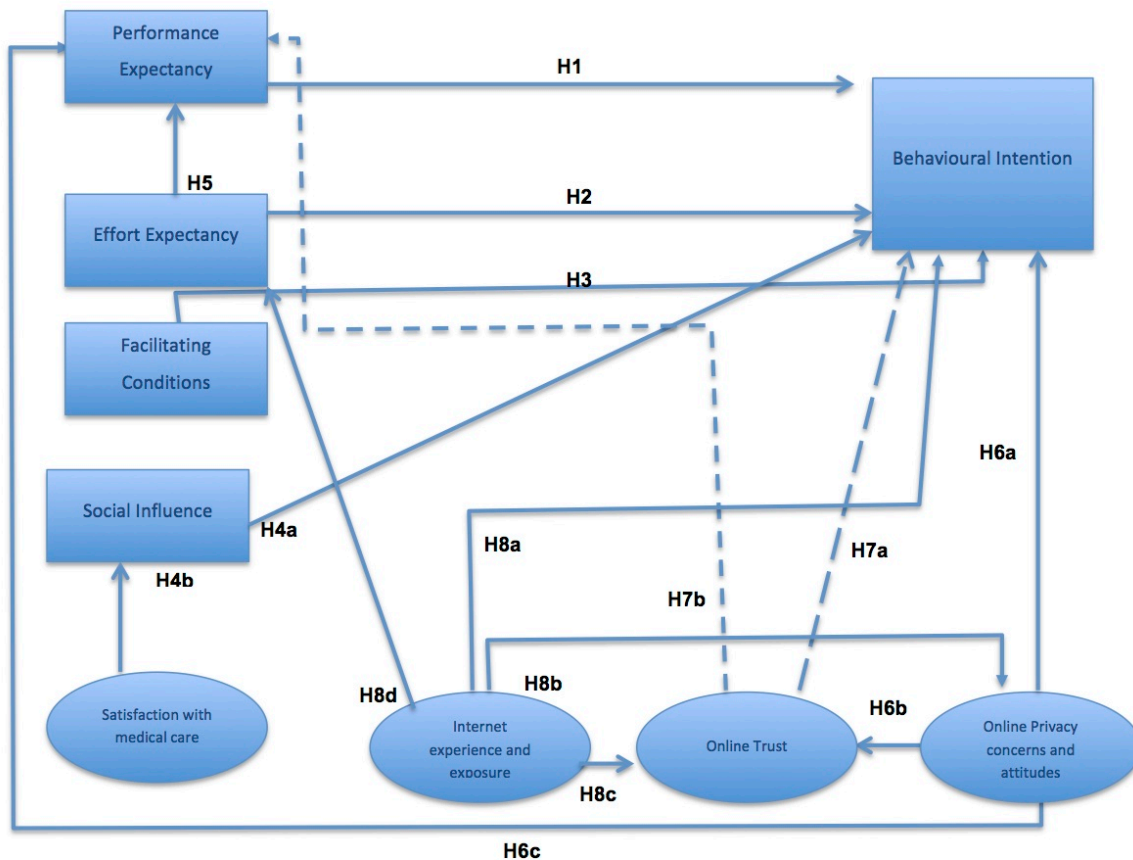 Performance
Expectancy
H1
Behavioural Intention
H5
H2
Effort Expectancy
H3
Facilitating
Conditions
H6a
Social Influence
H4a
H8a
H7a
H4b
H7b
H8d
H8b
Satisfaction with
medical care
Internet
experience and
exposure
Online Trust
H6b
Online Privacy
concerns and
attitudes
H8c
H6c